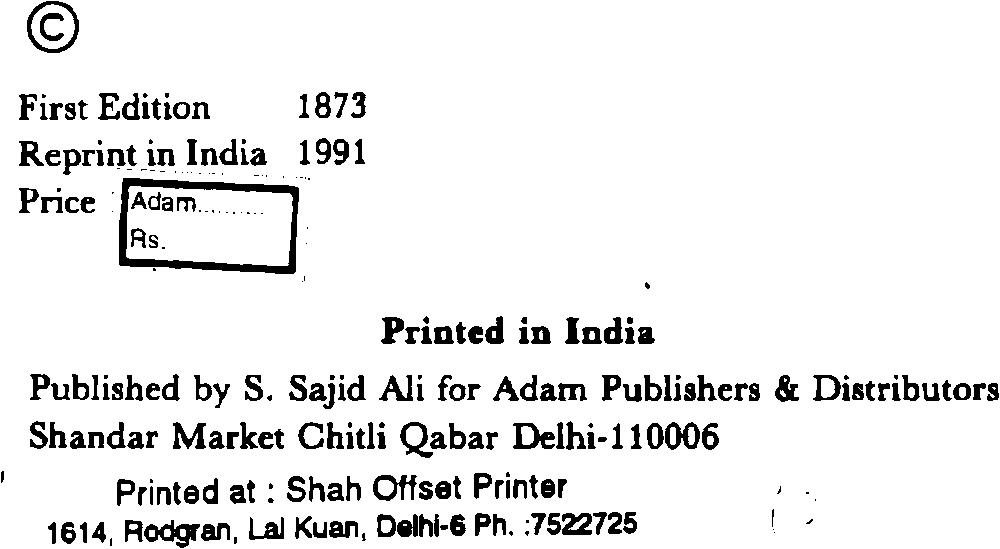 ©
First Edition 1873
Reprint in India 1991
Price Adam.........
Rs.
Printed in India
Published by S. Sajid Ali for Adam Publishers & Distributors
Shandar Market Chitli Qabar Delhi-110006
Printed at : Shah Offset Printer
1614, Rodgran, Lal Kuan, Delhi-6 Ph. :7522725